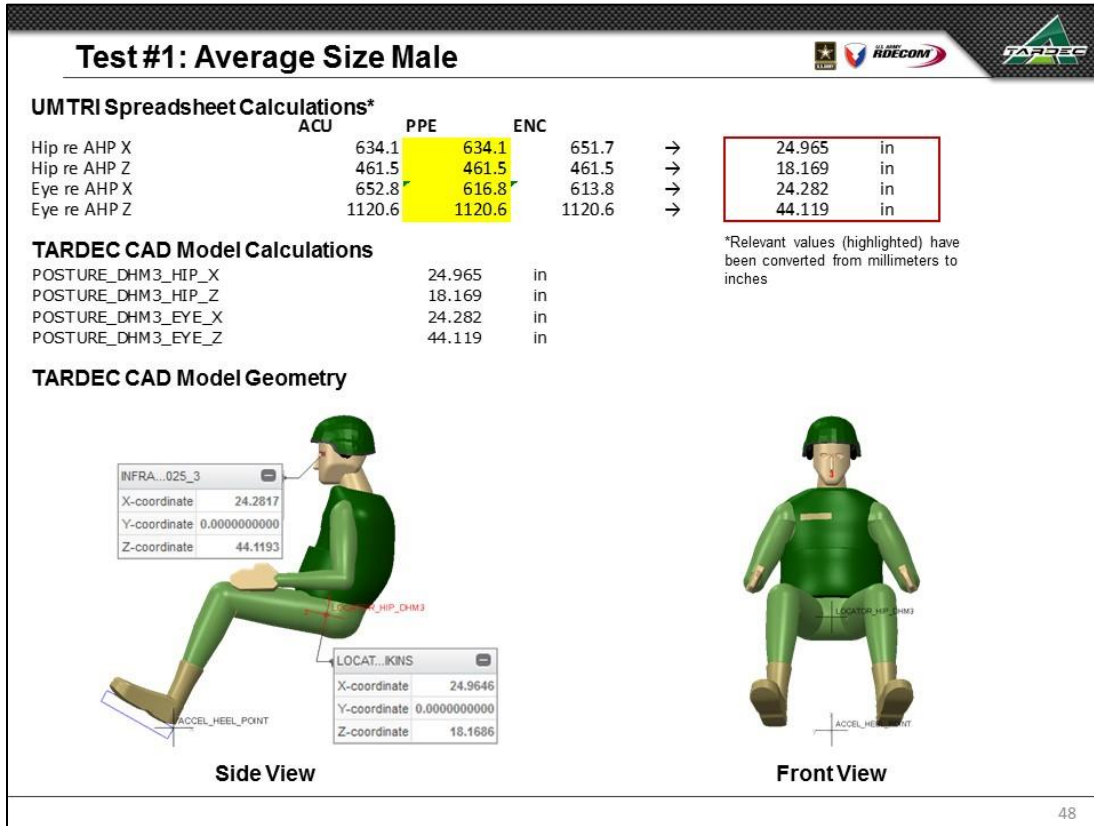 Test #1: Average Size Male
U.S. ARMY
U.S. ARMY RDECOM
TARDEC
UMTRI Spreadsheet Calculations*
ACU PPE ENC
Hip re AHP X 634.1 634.1 651.7 → 24.965 in
Hip re AHP Z 461.5 461.5 461.5 → 18.169 in
Eye re AHP X 652.8 616.8 613.8 → 24.282 in
Eye re AHP Z 1120.6 1120.6 1120.6 → 44.119 in
*Relevant values (highlighted) have
been converted from millimeters to
inches
TARDEC CAD Model Calculations
POSTURE_DHM3_HIP_X 24.965 in
POSTURE_DHM3_HIP_Z 18.169 in
POSTURE_DHM3_EYE_X 24.282 in
POSTURE_DHM3_EYE_Z 44.119 in
TARDEC CAD Model Geometry
INFRA...025_3
X-coordinate 24.2817
Y-coordinate 0.0000000000
Z-coordinate 44.1193
LOCATOR_HIP_DHM3
LOCAT...IKINS
X-coordinate 24.9646
Y-coordinate 0.0000000000
Z-coordinate 18.1686
ACCEL_HEEL_POINT
3
LOCATOR_HIP_DHM3
ACCEL_HEEL_POINT
Side View
Front View
48